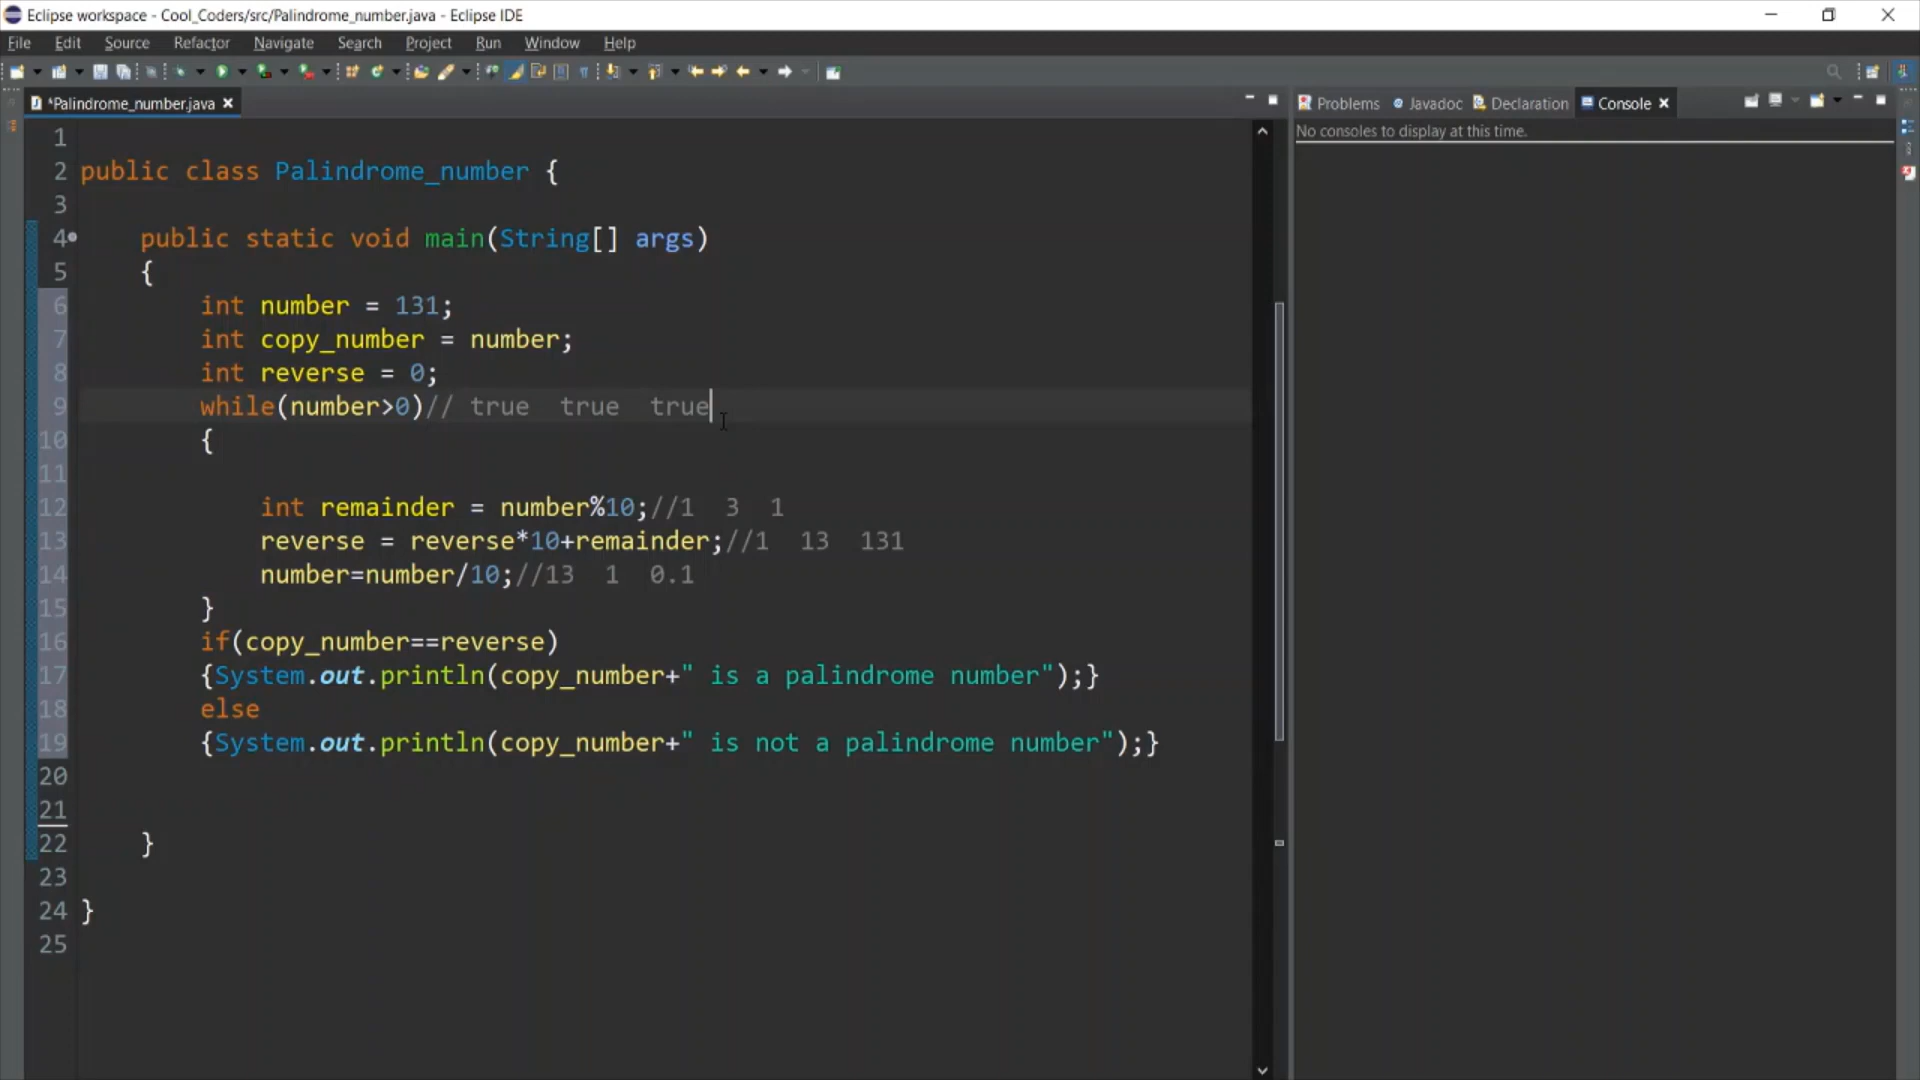 Eclipse workspace - Cool_Coders/src/Palindrome_number.java - Eclipse IDE
File Edit Source Refactor Navigate Search Project Run Window Help
*Palindrome_number.java
Problems Javadoc Declaration Console
No consoles to display at this time.
1
2 public class Palindrome_number {
3
4 public static void main(String[] args)
5 {
6 int number = 131;
7 int copy_number = number;
8 int reverse = 0;
9 while(number>0)// true true true
10 {
11
12 int remainder = number%10;//1 3 1
13 reverse = reverse*10+remainder;//1 13 131
14 number=number/10;//13 1 0.1
15 }
16 if(copy_number==reverse)
17 {System.out.println(copy_number+" is a palindrome number");}
18 else
19 {System.out.println(copy_number+" is not a palindrome number");}
20
21
22 }
23
24 }
25